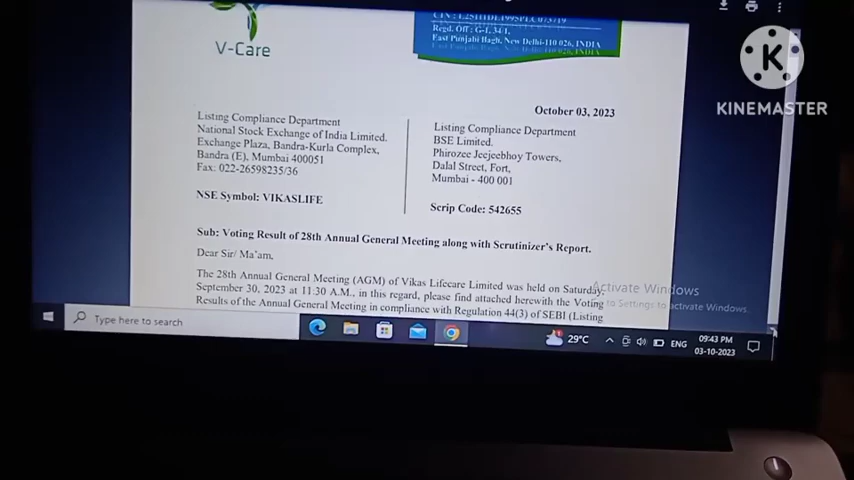 V-Care
Regd. Off : G-1, 34/1,
East Punjabi Bagh, New Delhi-110 026, INDIA
KINEMASTER
October 03, 2023
Listing Compliance Department
National Stock Exchange of India Limited.
Exchange Plaza, Bandra-Kurla Complex,
Bandra (E), Mumbai 400051
Fax: 022-26598235/36
NSE Symbol: VIKASLIFE
Listing Compliance Department
BSE Limited.
Phirozee Jeejeebhoy Towers,
Dalal Street, Fort,
Mumbai - 400 001
Scrip Code: 542655
Sub: Voting Result of 28th Annual General Meeting along with Scrutinizer's Report.
Dear Sir/ Ma'am,
The 28th Annual General Meeting (AGM) of Vikas Lifecare Limited was held on Saturday,
September 30, 2023 at 11:30 A.M., in this regard, please find attached herewith the Voting
Results of the Annual General Meeting in compliance with Regulation 44(3) of SEBI (Listing
Activate Windows
to Settings to activate Windows.
Type here to search
29°C
ENG
09:43 PM
03-10-2023